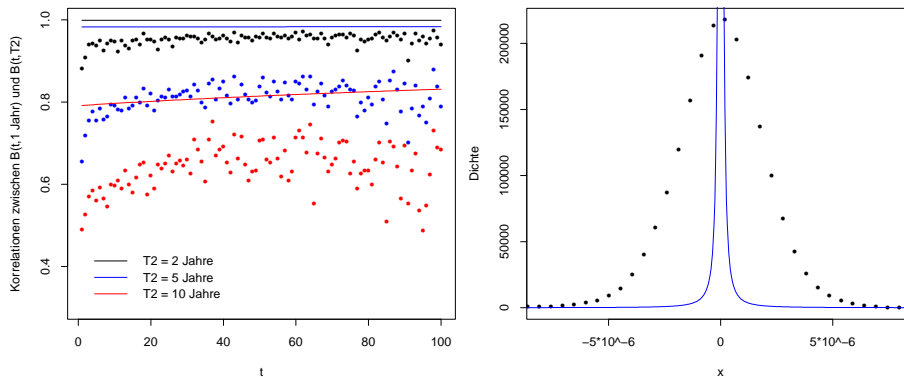 Korrelationen zwischen B(t,1 Jahr) und B(t,T2)
1.0
0.8
0.6
0.4
T2 = 2 Jahre
T2 = 5 Jahre
T2 = 10 Jahre
0 20 40 60 80 100
t
Dichte
200000
150000
100000
50000
0
−5*10^−6 0 5*10^−6
x